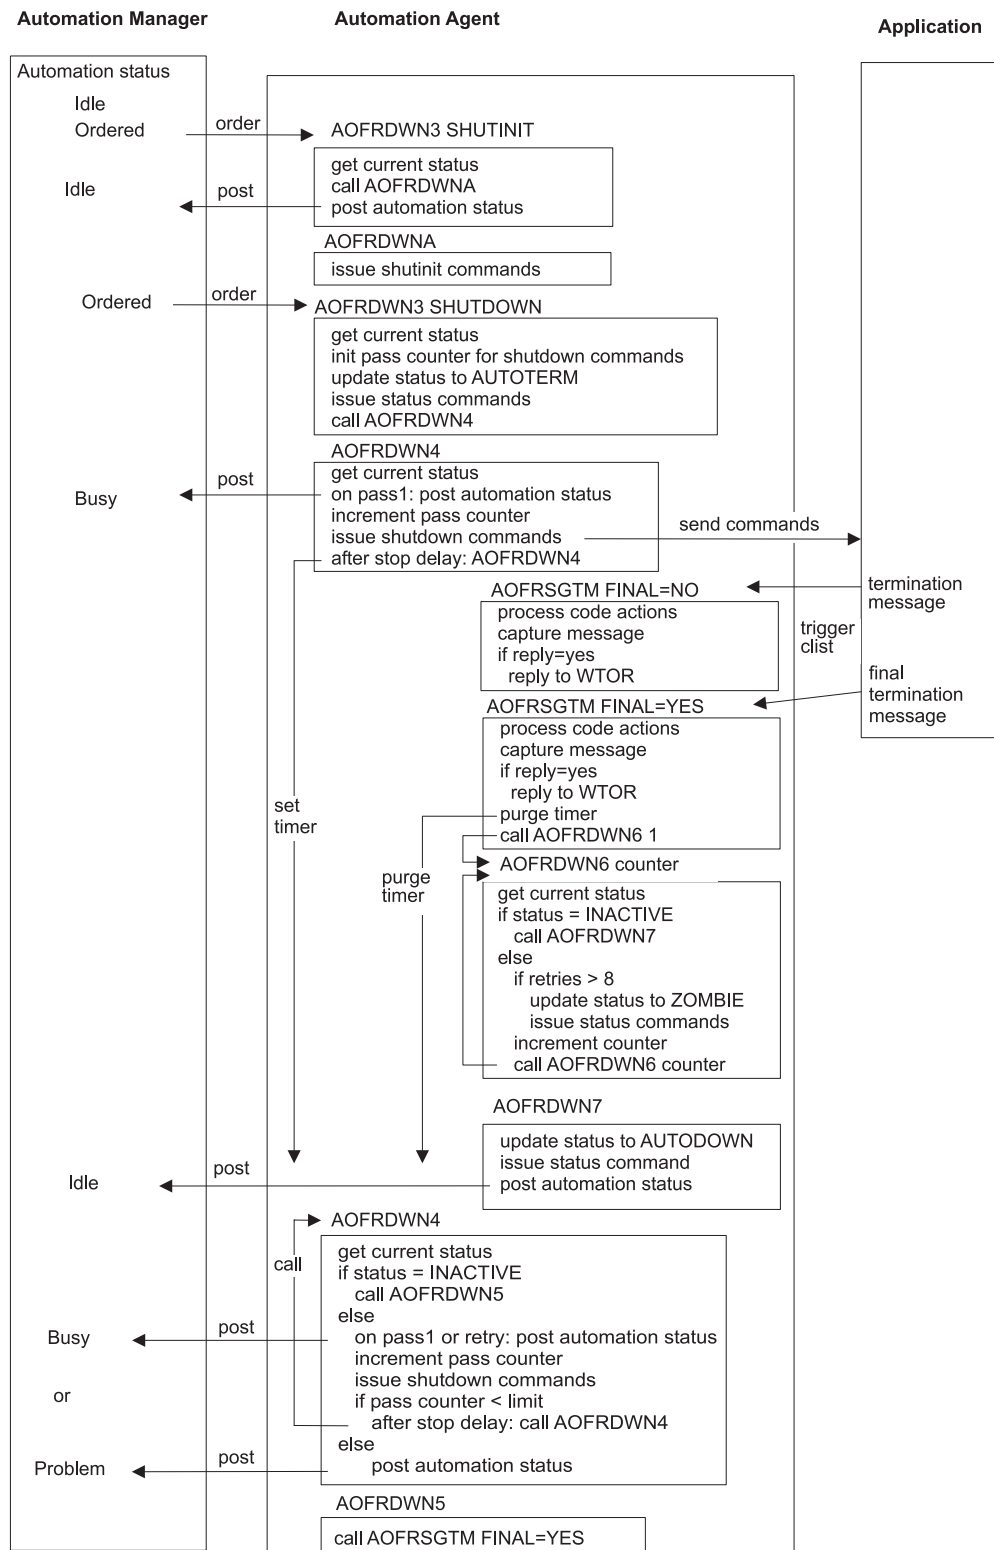 Automation Manager
Automation Agent
Application
Automation status
Idle
Ordered
order
AOFRDWN3 SHUTINIT
get current status
call AOFRDWNA
post automation status
Idle
post
AOFRDWNA
issue shutinit commands
Ordered
order
AOFRDWN3 SHUTDOWN
get current status
init pass counter for shutdown commands
update status to AUTOTERM
issue status commands
call AOFRDWN4
AOFRDWN4
get current status
on pass1: post automation status
increment pass counter
issue shutdown commands
after stop delay: AOFRDWN4
post
Busy
send commands
AOFRSGTM FINAL=NO
process code actions
capture message
if reply=yes
reply to WTOR
trigger
clist
termination
message
final
termination
message
AOFRSGTM FINAL=YES
process code actions
capture message
if reply=yes
reply to WTOR
purge timer
call AOFRDWN6 1
set
timer
purge
timer
AOFRDWN6 counter
get current status
if status = INACTIVE
call AOFRDWN7
else
if retries > 8
update status to ZOMBIE
issue status commands
increment counter
call AOFRDWN6 counter
AOFRDWN7
update status to AUTODOWN
issue status command
post automation status
post
Idle
AOFRDWN4
call
get current status
if status = INACTIVE
call AOFRDWN5
else
on pass1 or retry: post automation status
increment pass counter
issue shutdown commands
if pass counter < limit
after stop delay: call AOFRDWN4
else
post automation status
Busy
post
or
Problem
post
AOFRDWN5
call AOFRSGTM FINAL=YES